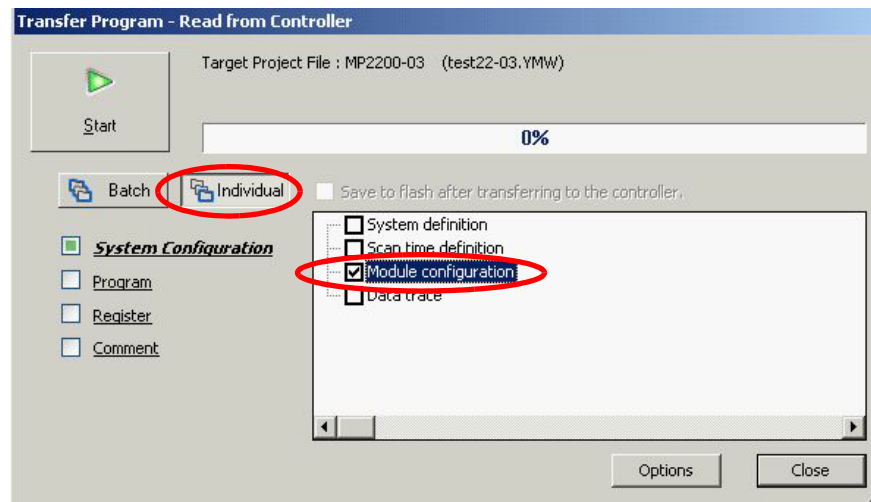 Transfer Program - Read from Controller
Target Project File : MP2200-03 (test22-03.YMW)
Start
0%
Batch
Individual
Save to flash after transferring to the controller.
System Configuration
Program
Register
Comment
System definition
Scan time definition
Module configuration
Data trace
Options
Close